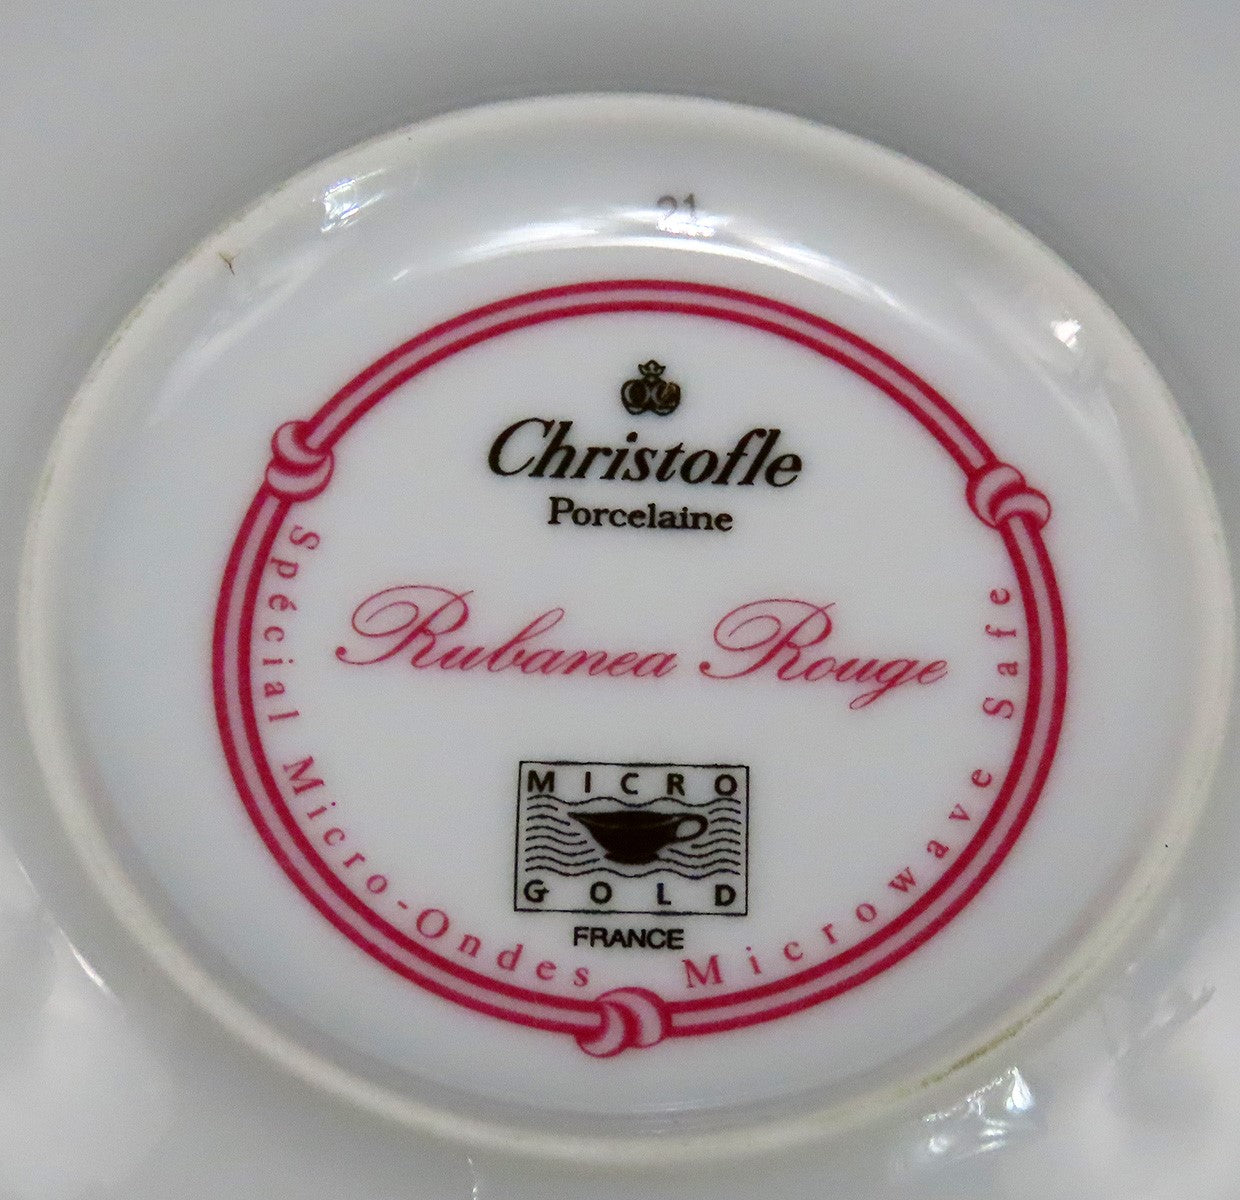 21
Christofle
Porcelaine
Rubanea Rouge
MICRO
GOLD
FRANCE
Spécial Micro-Ondes
Microwave Safe